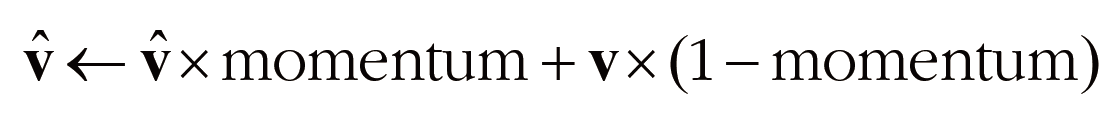 v̂ ← v̂ × momentum + v × (1 − momentum)